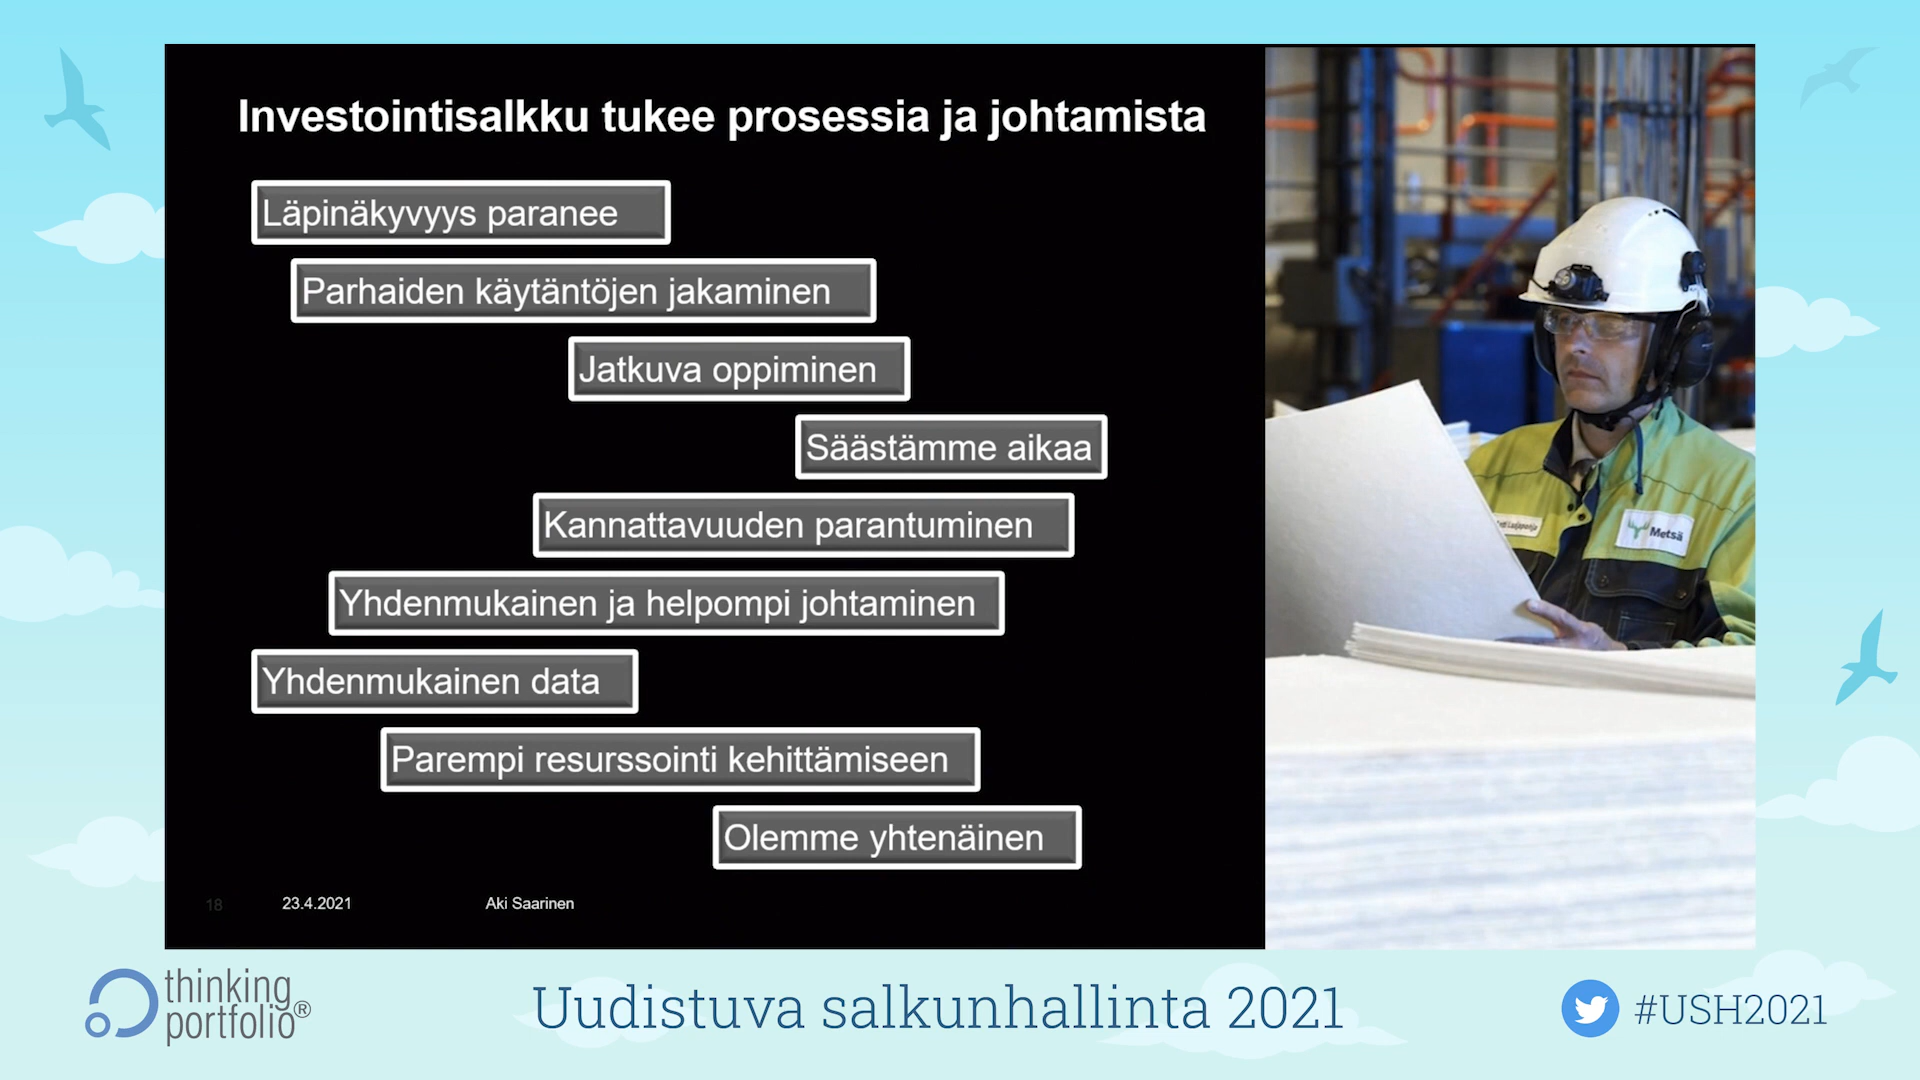 Investointisalkku tukee prosessia ja johtamista
Läpinäkyvyys paranee
Parhaiden käytäntöjen jakaminen
Jatkuva oppiminen
Säästämme aikaa
Kannattavuuden parantuminen
Yhdenmukainen ja helpompi johtaminen
Yhdenmukainen data
Parempi resurssointi kehittämiseen
Olemme yhtenäinen
18
23.4.2021
Aki Saarinen
Metsä
thinking
portfolio®
Uudistuva salkunhallinta 2021
#USH2021